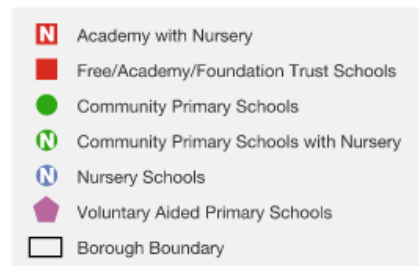 N Academy with Nursery
Free/Academy/Foundation Trust Schools
Community Primary Schools
N Community Primary Schools with Nursery
N Nursery Schools
Voluntary Aided Primary Schools
Borough Boundary